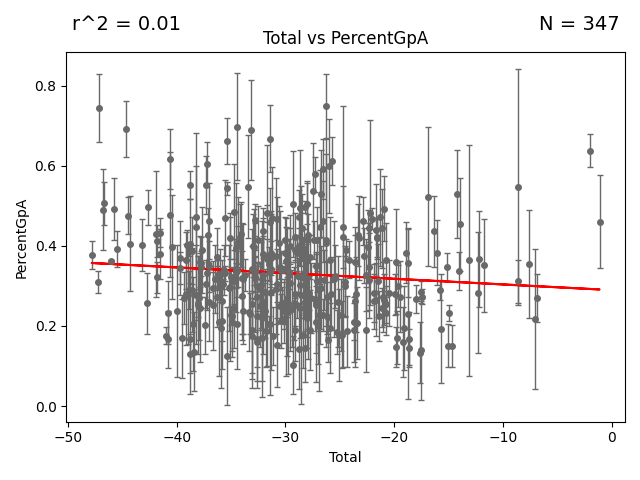 r^2 = 0.01
N = 347
Total vs PercentGpA
0.8
0.6
0.4
0.2
0.0
PercentGpA
−50
−40
−30
−20
−10
0
Total